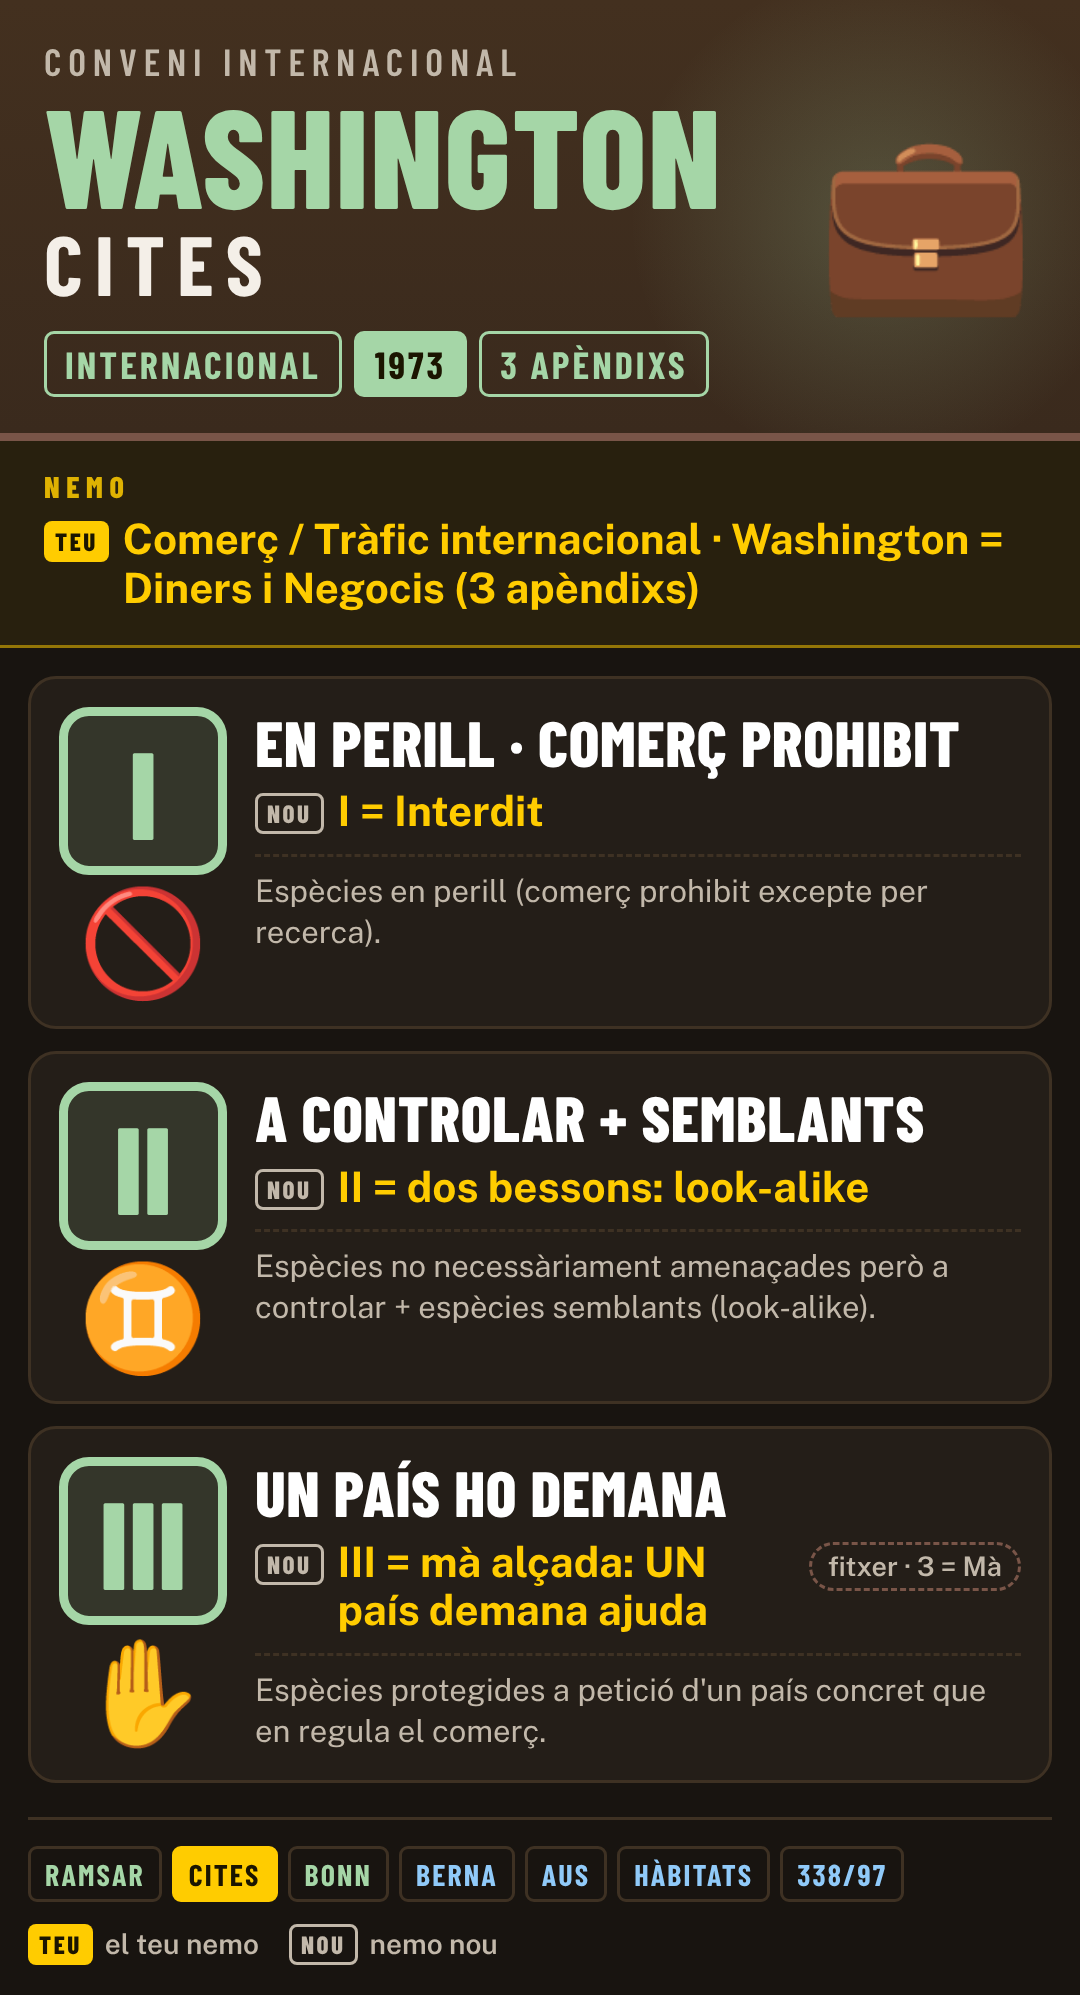 CONVENI INTERNACIONAL
WASHINGTON
CITES
INTERNACIONAL 1973 3 APÈNDIXS
NEMO
TEU Comerç / Tràfic internacional · Washington =
Diners i Negocis (3 apèndixs)
I
EN PERILL · COMERÇ PROHIBIT
NOU I = Interdit
Espècies en perill (comerç prohibit excepte per
recerca).
II
A CONTROLAR + SEMBLANTS
NOU II = dos bessons: look-alike
Espècies no necessàriament amenaçades però a
controlar + espècies semblants (look-alike).
III
UN PAÍS HO DEMANA
NOU III = mà alçada: UN
país demana ajuda
fitxer · 3 = Mà
Espècies protegides a petició d'un país concret que
en regula el comerç.
RAMSAR CITES BONN BERNA AUS HÀBITATS 338/97
TEU el teu nemo NOU nemo nou